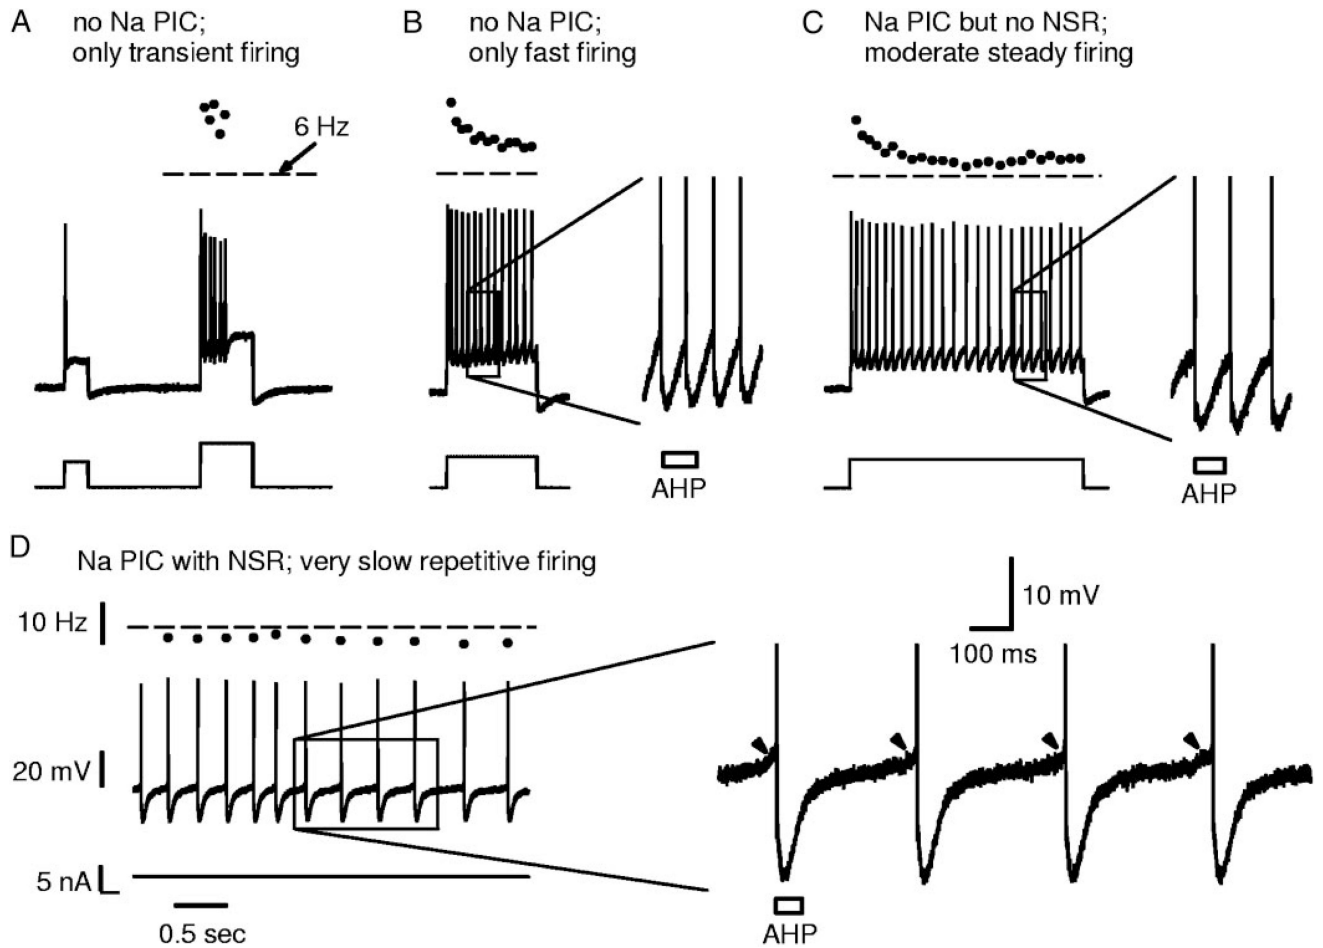 A
no Na PIC;
only transient firing
B
no Na PIC;
only fast firing
C
Na PIC but no NSR;
moderate steady firing
6 Hz
AHP
AHP
D
Na PIC with NSR; very slow repetitive firing
10 Hz
20 mV
5 nA
0.5 sec
10 mV
100 ms
AHP